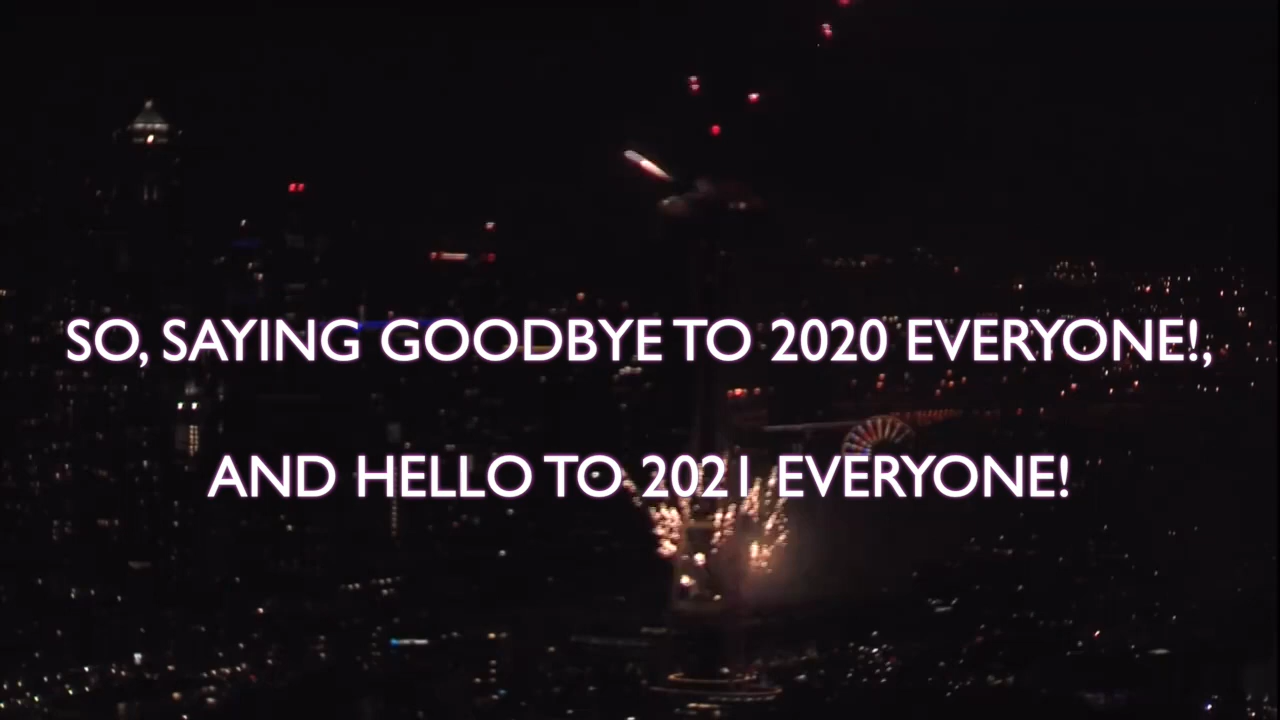 SO, SAYING GOODBYE TO 2020 EVERYONE!,
AND HELLO TO 2021 EVERYONE!